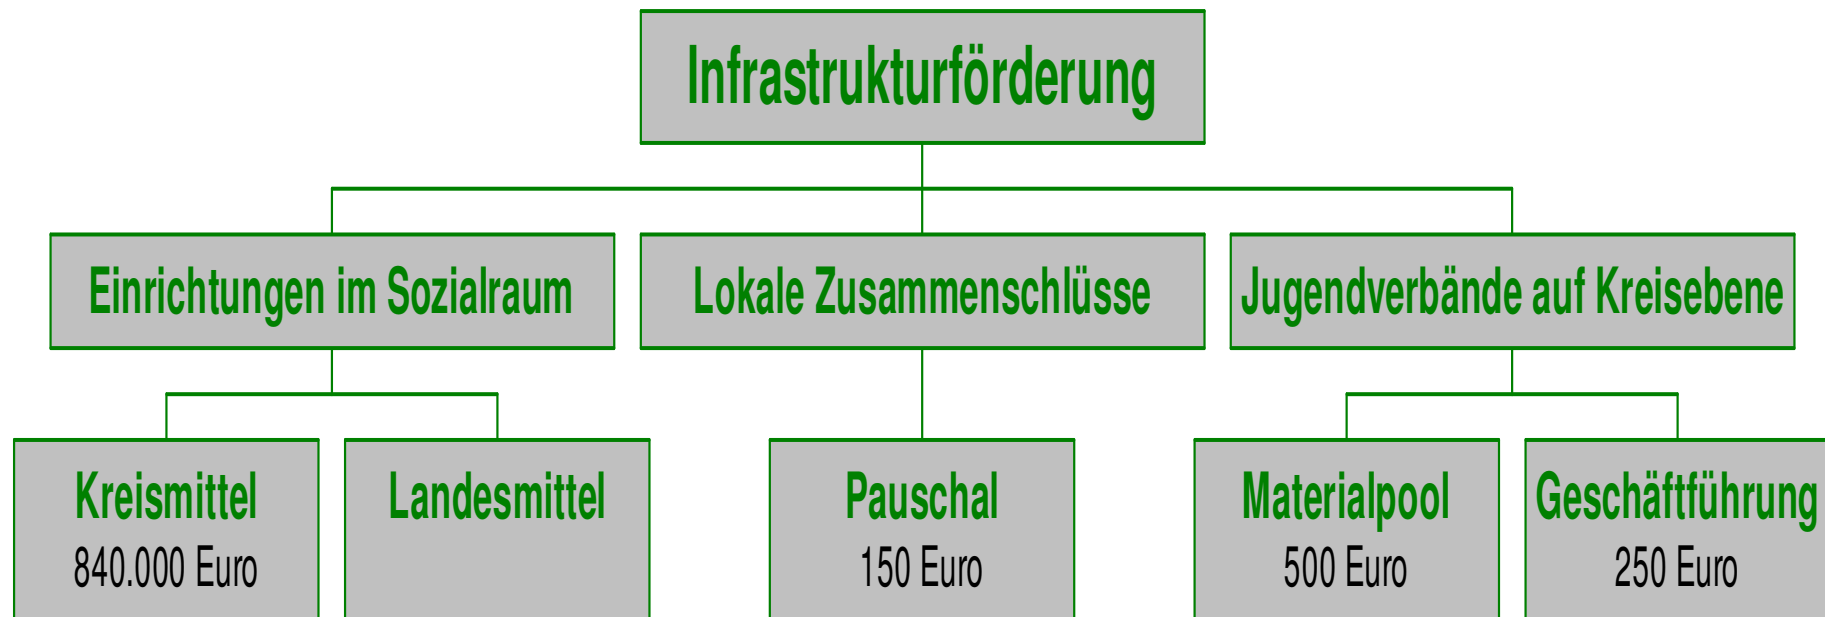 Infrastrukturförderung
Einrichtungen im Sozialraum
Lokale Zusammenschlüsse
Jugendverbände auf Kreisebene
Kreismittel
840.000 Euro
Landesmittel
Pauschal
150 Euro
Materialpool
500 Euro
Geschäftführung
250 Euro